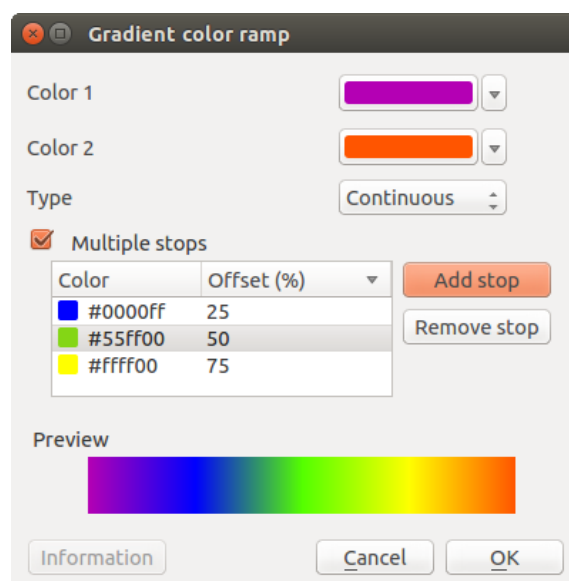 Gradient color ramp
Color 1
Color 2
Type Continuous
Multiple stops
Color Offset (%) Add stop
#0000ff 25
#55ff00 50 Remove stop
#ffff00 75
Preview
Information Cancel OK